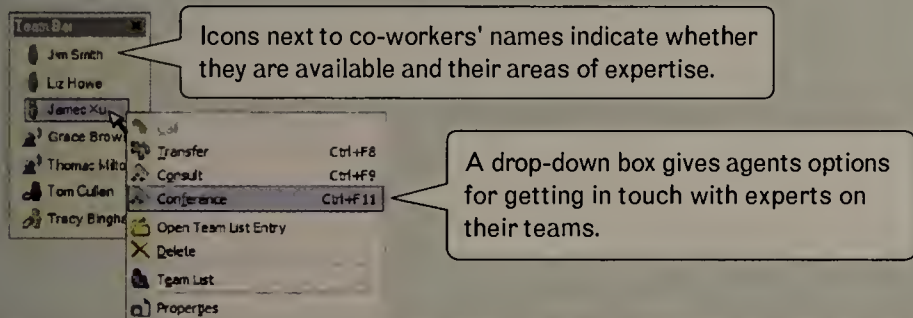 Team Bar
Icons next to co-workers' names indicate whether
they are available and their areas of expertise.
Jim Smith
Liz Howe
James Xu
Grace Brow
Thomas Milto
Tom Cullen
Tracy Bingha
Call
Transfer Ctrl+F8
Consult Ctrl+F9
Conference Ctrl+F11
Open Team List Entry
Delete
Team List
Properties
A drop-down box gives agents options
for getting in touch with experts on
their teams.